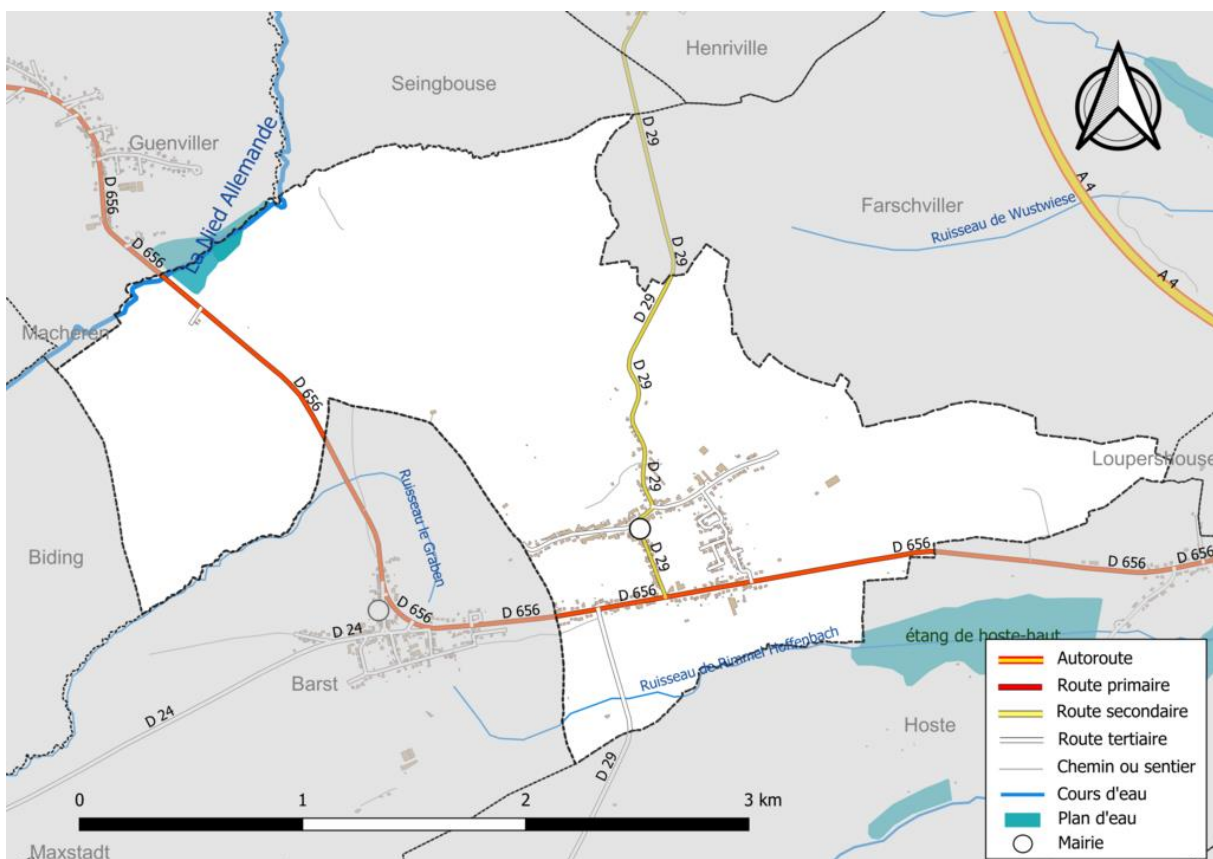 Henriville
Seingbouse
D 29
Guenviller
La Nied Allemande
D 656
A 4
Farschviller
Ruisseau de Wustwiese
D 656
D 29
A 4
D 29
Macheren
D 29
D 656
Loupershouse
D 29
Ruisseau le Graben
Biding
D 29
D 656
D 656
D 656
D 656
D 656
D 24
étang de hoste-haut
Ruisseau de Rimmel Hoffenbach
Barst
D 24
Hoste
D 29
Autoroute
Route primaire
Route secondaire
Route tertiaire
Chemin ou sentier
Cours d'eau
Plan d'eau
Mairie
0 1 2 3 km
Maxstadt